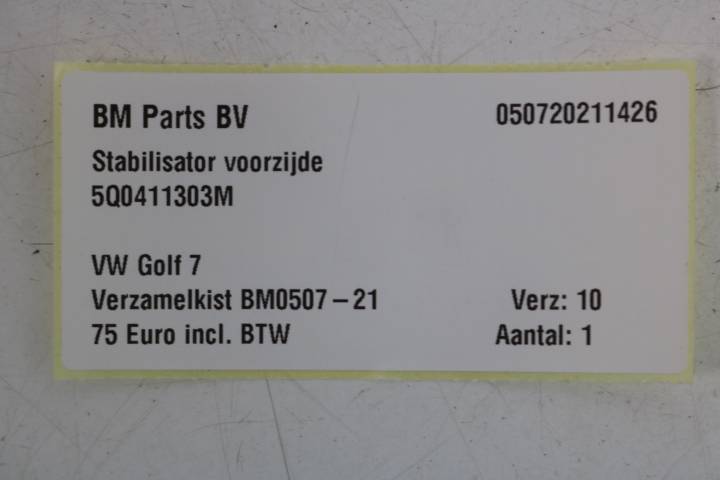 BM Parts BV 050720211426
Stabilisator voorzijde
5Q0411303M
VW Golf 7
Verzamelkist BM0507-21 Verz: 10
75 Euro incl. BTW Aantal: 1